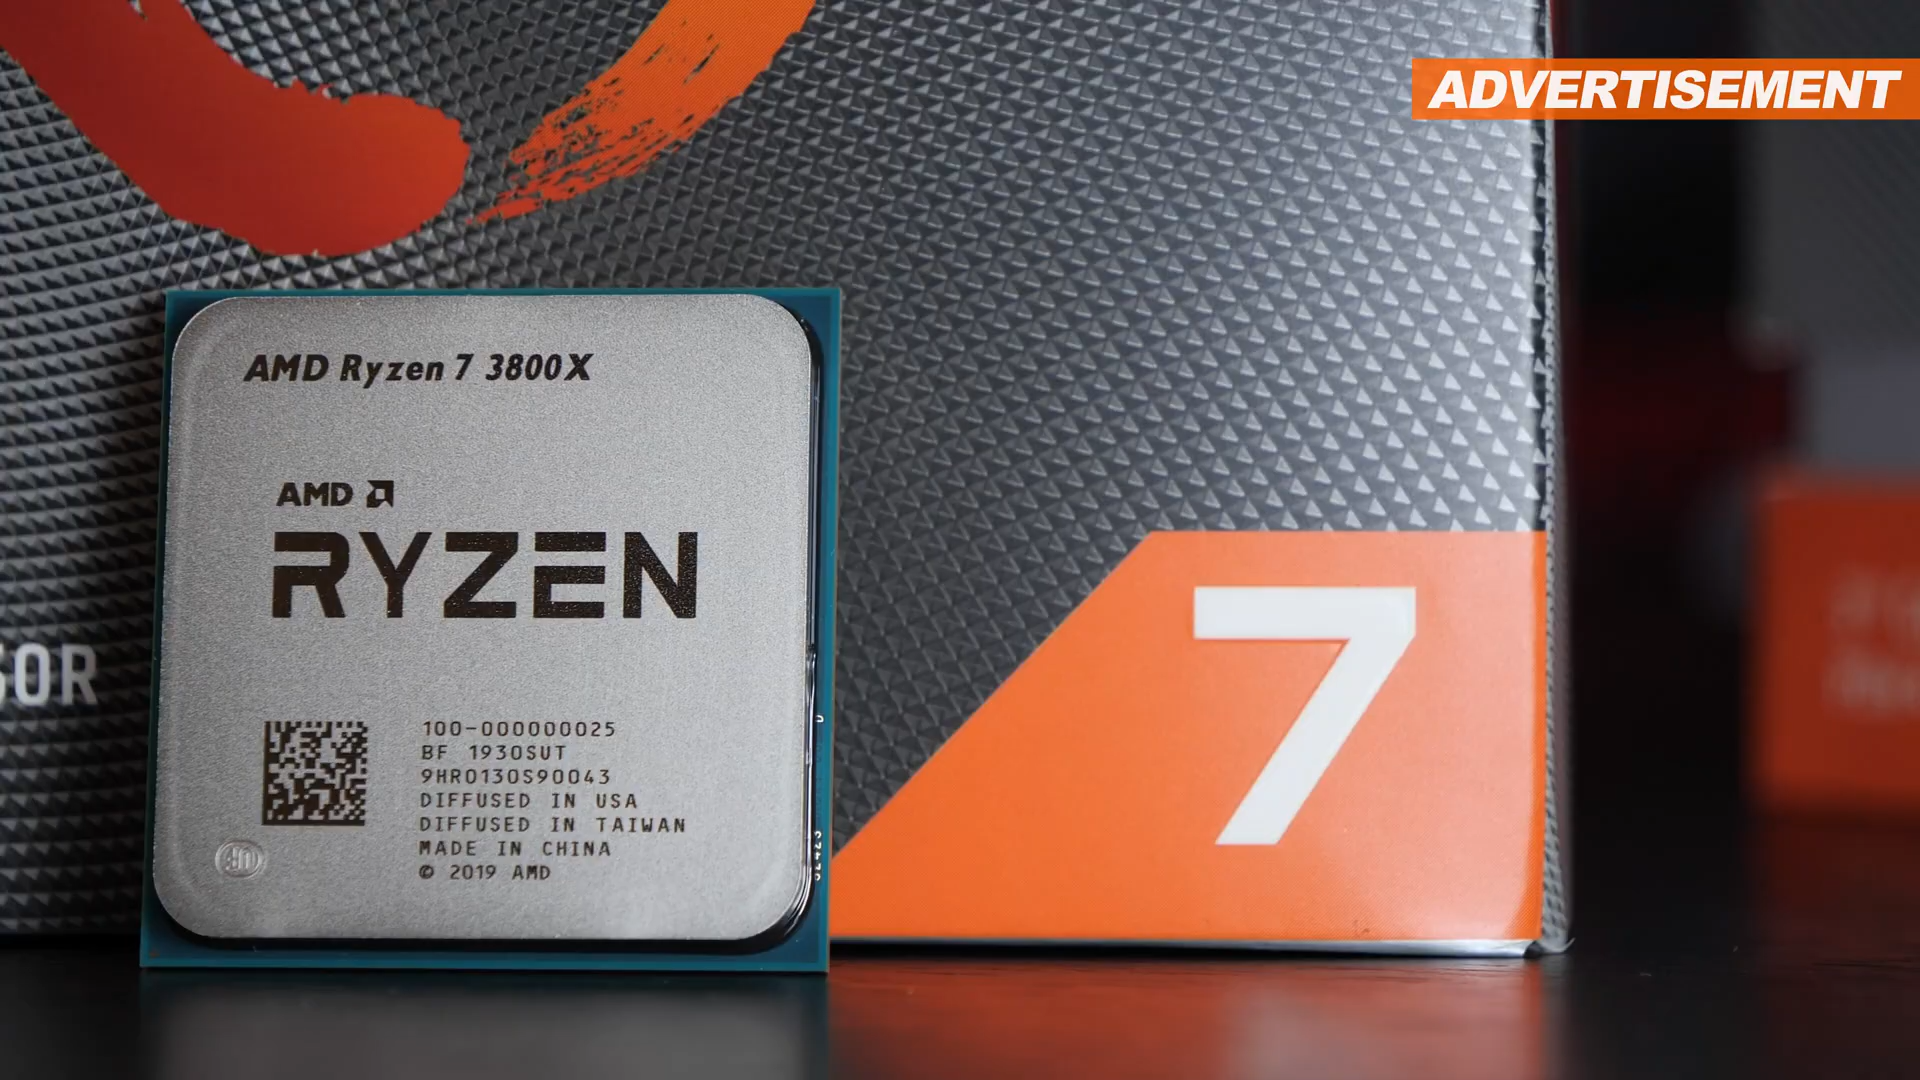 ADVERTISEMENT
AMD Ryzen 7 3800X
AMD
RYZEN
100-000000025
BF 1930SUT
9HR0130S90043
DIFFUSED IN USA
DIFFUSED IN TAIWAN
MADE IN CHINA
© 2019 AMD
7